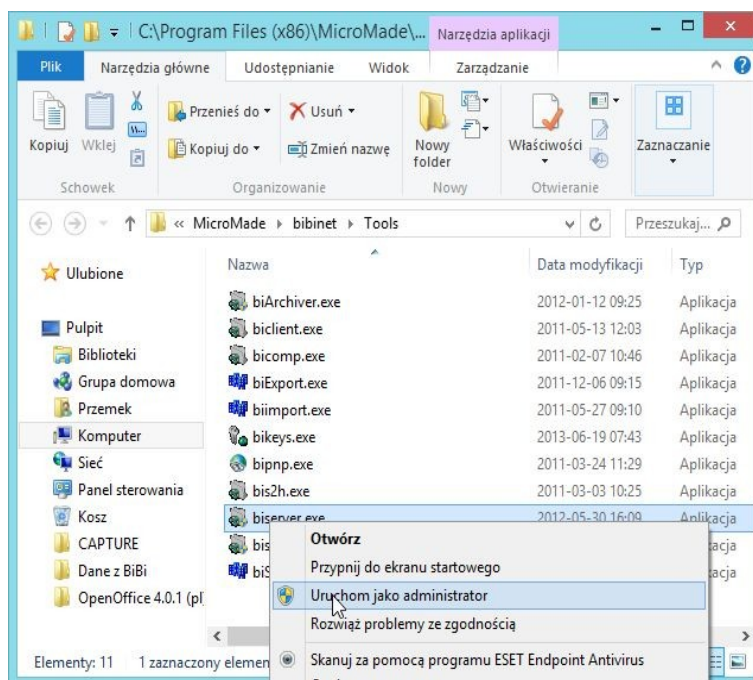 C:\Program Files (x86)\MicroMade\...
Narzędzia aplikacji
Plik Narzędzia główne Udostępnianie Widok Zarządzanie
Kopiuj
Wklej
Przenieś do
Kopiuj do
Usuń
Zmień nazwę
Nowy
folder
Właściwości
Zaznaczanie
Schowek Organizowanie Nowy Otwieranie
« MicroMade bibinet Tools
Przeszukaj...
Ulubione
Pulpit
Biblioteki
Grupa domowa
Przemek
Komputer
Sieć
Panel sterowania
Kosz
CAPTURE
Dane z BiBi
OpenOffice 4.0.1 (pl
Nazwa Data modyfikacji Typ
biArchiver.exe 2012-01-12 09:25 Aplikacja
biclient.exe 2011-05-13 12:03 Aplikacja
bicomp.exe 2011-02-07 10:46 Aplikacja
biExport.exe 2011-12-06 09:15 Aplikacja
biimport.exe 2011-05-27 09:10 Aplikacja
bikeys.exe 2013-06-19 07:43 Aplikacja
bipnp.exe 2011-03-24 11:29 Aplikacja
bis2h.exe 2011-03-03 10:25 Aplikacja
biserver.exe 2012-05-30 16:09 Aplikacja
Otwórz
Przypnij do ekranu startowego
Uruchom jako administrator
Rozwiąż problemy ze zgodnością
Skanuj za pomocą programu ESET Endpoint Antivirus
Elementy: 11 1 zaznaczony elemen